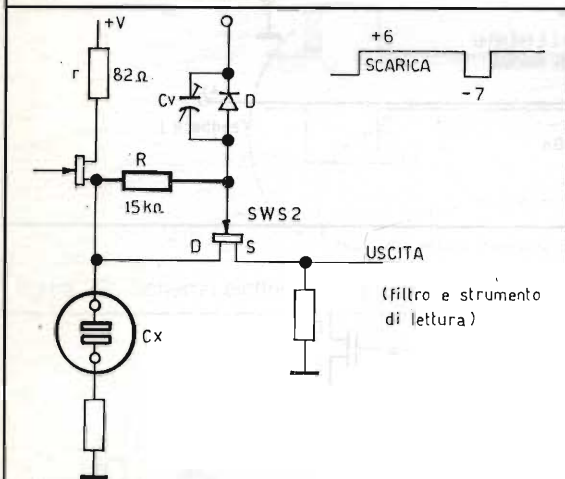 +V
r
82Ω
Cv
D
+6
SCARICA
-7
R
15kΩ
SWS2
D
S
USCITA
(filtro e strumento
di lettura)
Cx